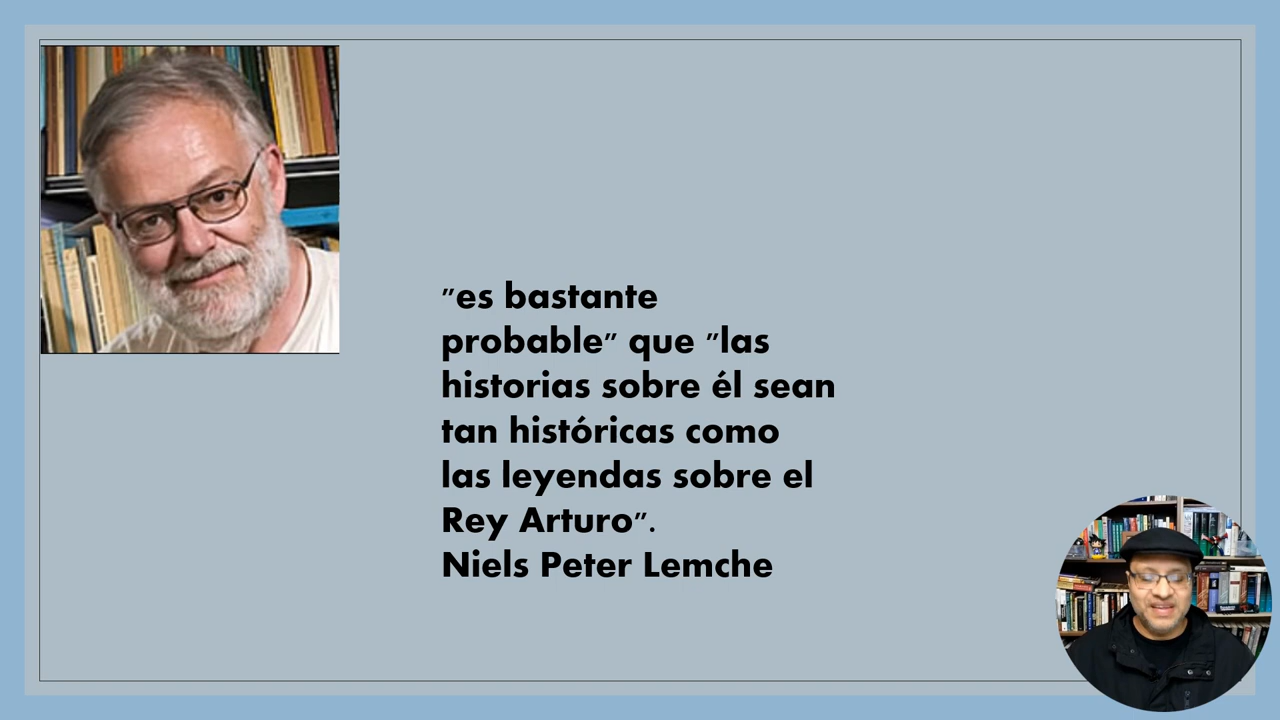 "es bastante
probable" que "las
historias sobre él sean
tan históricas como
las leyendas sobre el
Rey Arturo".
Niels Peter Lemche